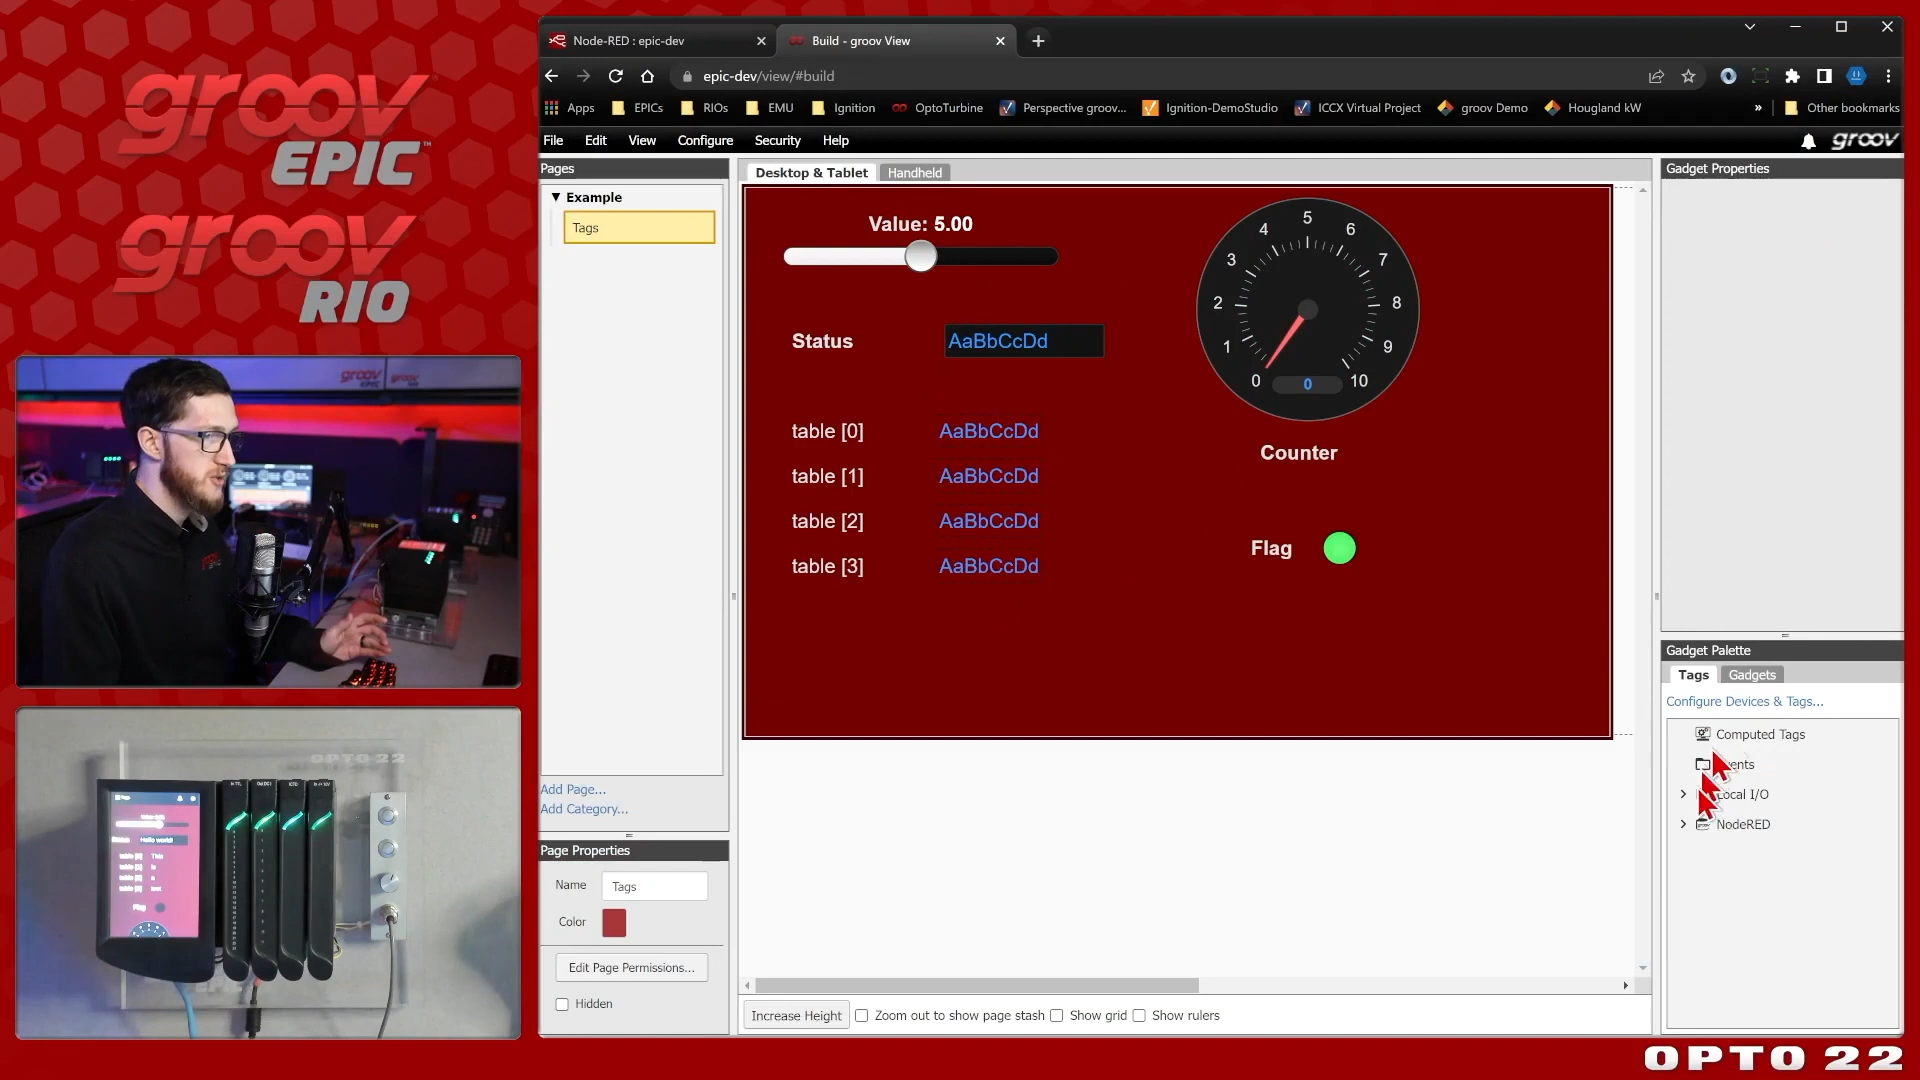 groov
EPIC™
groov
RIO
OPTO 22
Node-RED : epic-dev
Build - groov View
epic-dev/view/#build
Apps
EPICs
RIOs
EMU
Ignition
OptoTurbine
Perspective groov...
Ignition-DemoStudio
ICCX Virtual Project
groov Demo
Hougland kW
»
Other bookmarks
File
Edit
View
Configure
Security
Help
groov
Pages
Example
Tags
Add Page...
Add Category...
Page Properties
Name
Tags
Color
Edit Page Permissions...
Hidden
Desktop & Tablet
Handheld
Value: 5.00
Status
AaBbCcDd
table [0]
AaBbCcDd
table [1]
AaBbCcDd
table [2]
AaBbCcDd
table [3]
AaBbCcDd
0
1
2
3
4
5
6
7
8
9
10
0
Counter
Flag
Increase Height
Zoom out to show page stash
Show grid
Show rulers
Gadget Properties
Gadget Palette
Tags
Gadgets
Configure Devices & Tags...
Computed Tags
Local I/O
NodeRED
OPTO 22